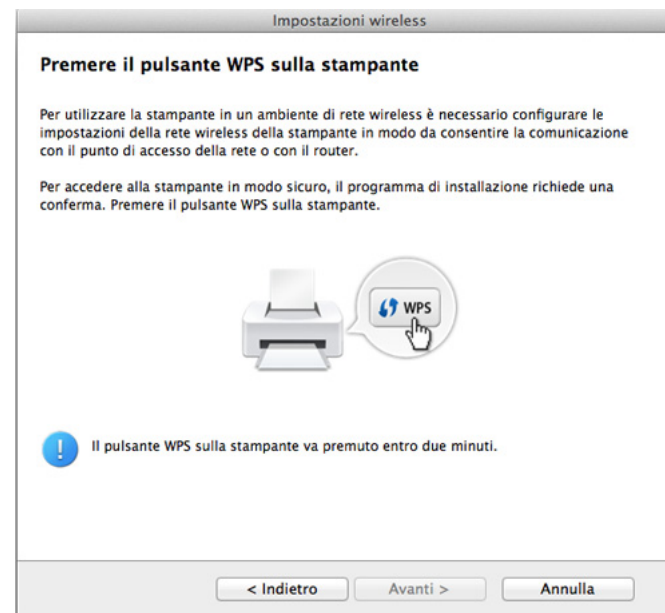 Impostazioni wireless
Premere il pulsante WPS sulla stampante
Per utilizzare la stampante in un ambiente di rete wireless è necessario configurare le
impostazioni della rete wireless della stampante in modo da consentire la comunicazione
con il punto di accesso della rete o con il router.
Per accedere alla stampante in modo sicuro, il programma di installazione richiede una
conferma. Premere il pulsante WPS sulla stampante.
WPS
Il pulsante WPS sulla stampante va premuto entro due minuti.
< Indietro Avanti > Annulla